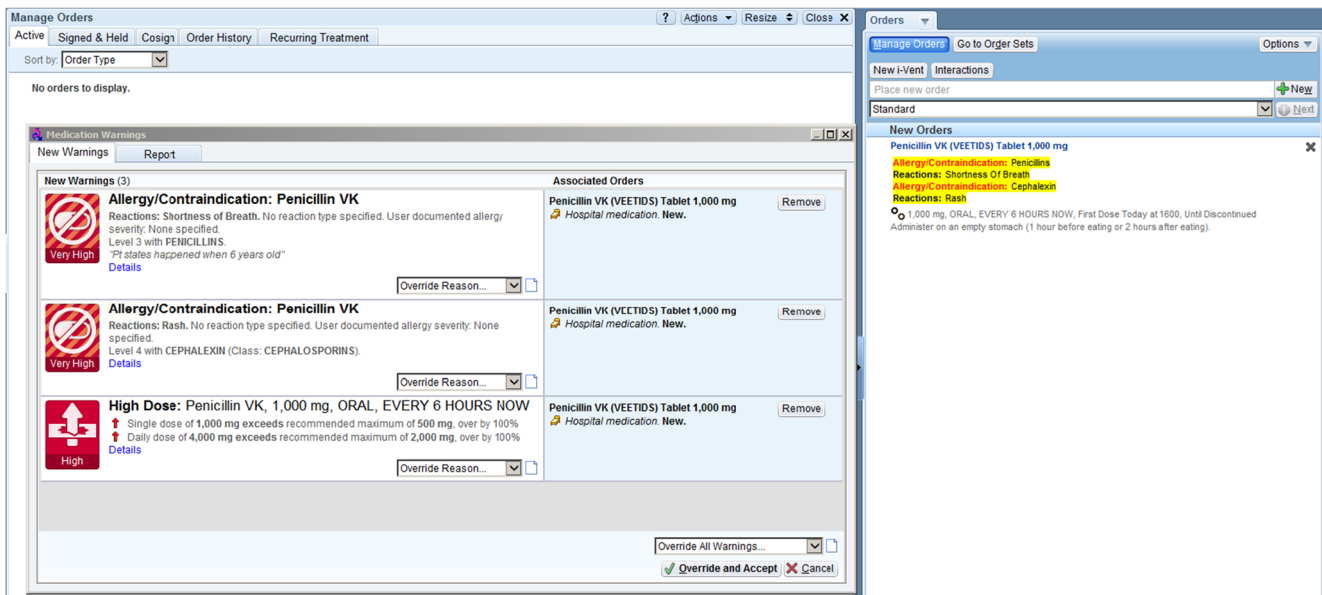 Manage Orders
? Actions Resize Close X
Active Signed & Held Cosign Order History Recurring Treatment
Sort by: Order Type
No orders to display.
Medication Warnings
New Warnings Report
New Warnings (3) Associated Orders
Allergy/Contraindication: Penicillin VK
Reactions: Shortness of Breath. No reaction type specified. User documented allergy
severity: None specified.
Level 3 with PENICILLINS.
"Pt states happened when 6 years old"
Details
Very High
Override Reason...
Penicillin VK (VEETIDS) Tablet 1,000 mg
Hospital medication. New.
Remove
Allergy/Contraindication: Penicillin VK
Reactions: Rash. No reaction type specified. User documented allergy severity: None
specified.
Level 4 with CEPHALEXIN (Class: CEPHALOSPORINS).
Details
Very High
Override Reason...
Penicillin VK (VEETIDS) Tablet 1,000 mg
Hospital medication. New.
Remove
High Dose: Penicillin VK, 1,000 mg, ORAL, EVERY 6 HOURS NOW
Single dose of 1,000 mg exceeds recommended maximum of 500 mg, over by 100%
Daily dose of 4,000 mg exceeds recommended maximum of 2,000 mg, over by 100%
Details
High
Override Reason...
Penicillin VK (VEETIDS) Tablet 1,000 mg
Hospital medication. New.
Remove
Override All Warnings...
Override and Accept Cancel
Orders
Manage Orders Go to Order Sets Options
New i-Vent Interactions
Place new order New
Standard Next
New Orders
Penicillin VK (VEETIDS) Tablet 1,000 mg
Allergy/Contraindication: Penicillins
Reactions: Shortness Of Breath
Allergy/Contraindication: Cephalexin
Reactions: Rash
1,000 mg, ORAL, EVERY 6 HOURS NOW, First Dose Today at 1600, Until Discontinued
Administer on an empty stomach (1 hour before eating or 2 hours after eating).